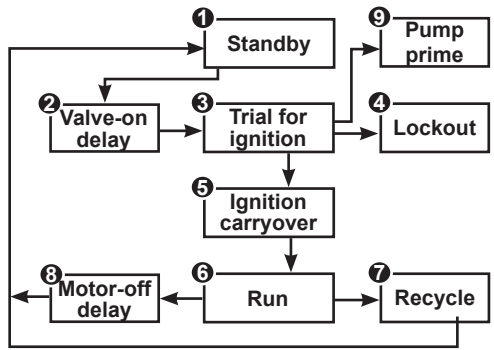 1
Standby
9
Pump
prime
2
Valve-on
delay
3
Trial for
ignition
4
Lockout
5
Ignition
carryover
8
Motor-off
delay
6
Run
7
Recycle